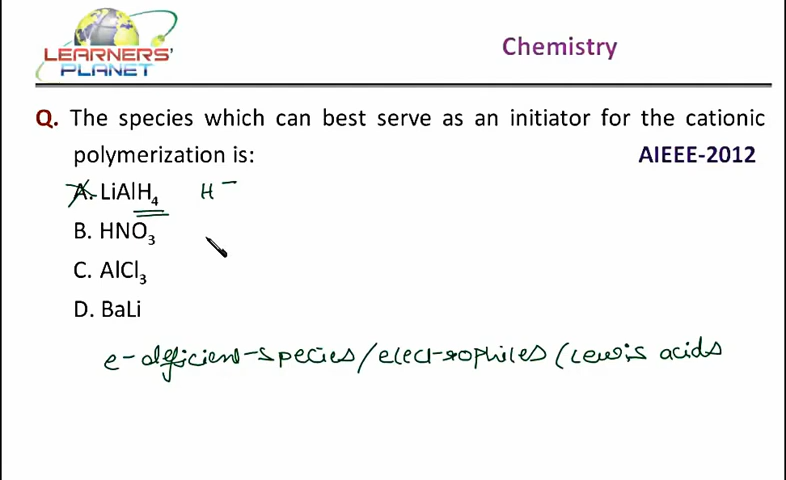 LEARNERS'
PLANET
Chemistry
Q. The species which can best serve as an initiator for the cationic
polymerization is: AIEEE-2012
A. LiAlH₄ H⁻
B. HNO₃
C. AlCl₃
D. BaLi
e-deficient-species/electrophiles (Lewis acids